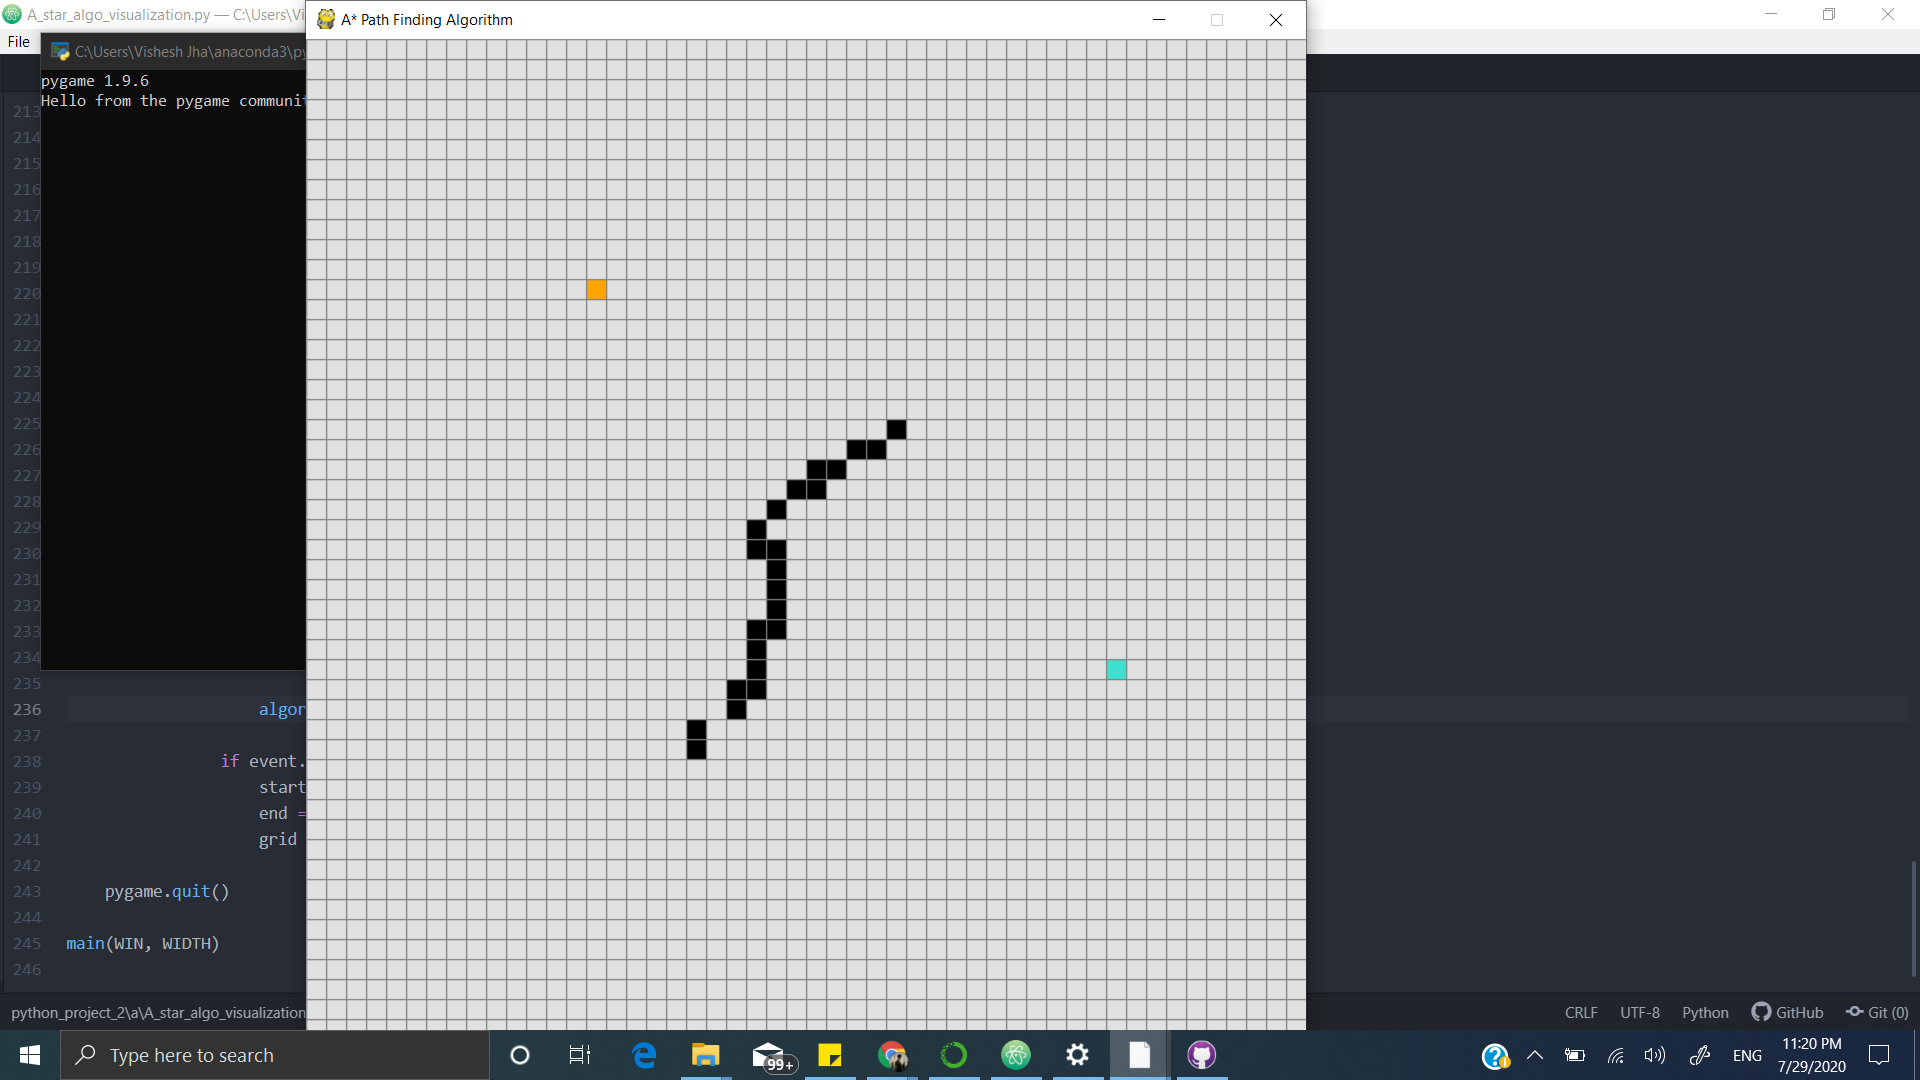 A_star_algo_visualization.py — C:\Users\Vi
A* Path Finding Algorithm
File
C:\Users\Vishesh Jha\anaconda3\py
pygame 1.9.6
Hello from the pygame communit
213
214
215
216
217
218
219
220
221
222
223
224
225
226
227
228
229
230
231
232
233
234
235
236 algor
237
238 if event.
239 start
240 end =
241 grid
242
243 pygame.quit()
244
245 main(WIN, WIDTH)
246
python_project_2\a\A_star_algo_visualization CRLF UTF-8 Python GitHub Git (0)
Type here to search 99+ ENG 11:20 PM
7/29/2020